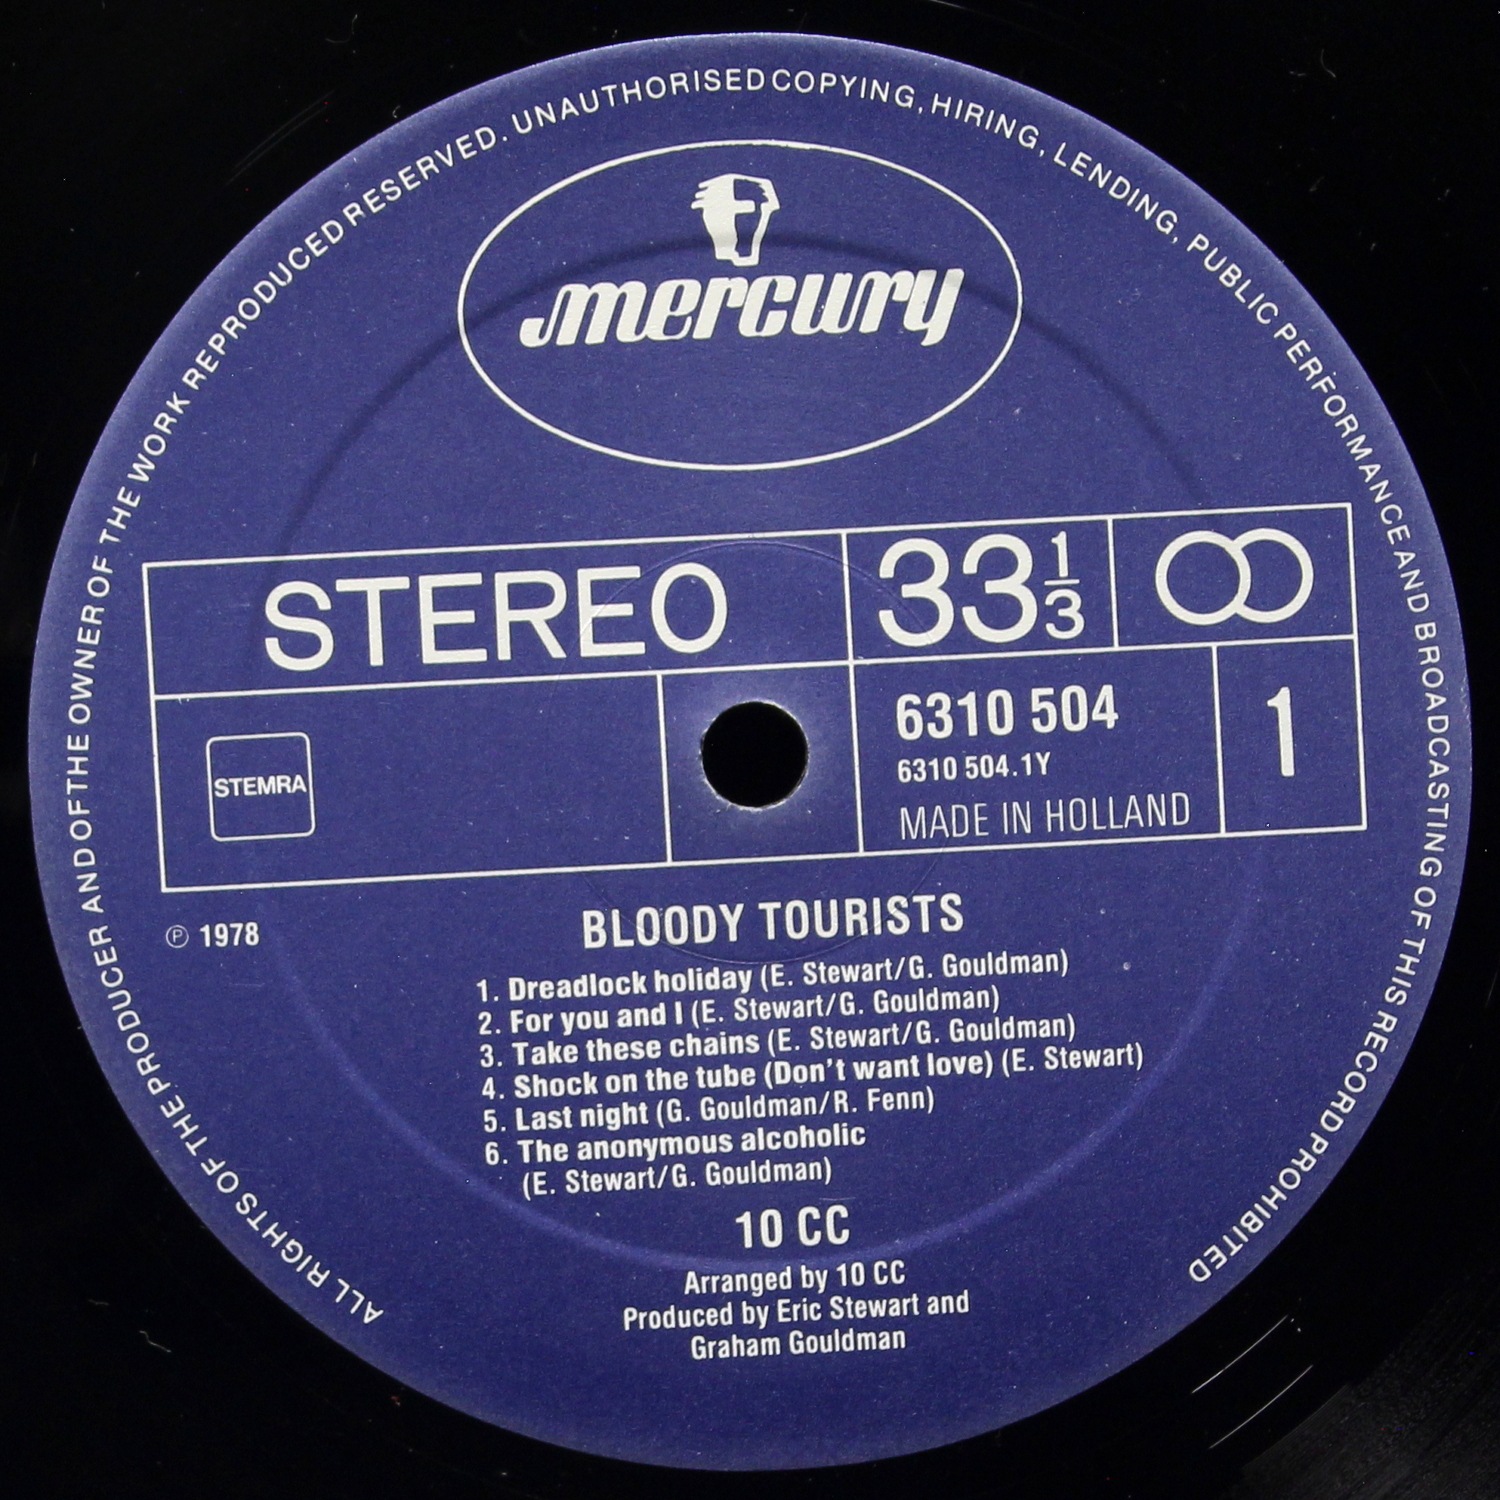 ALL RIGHTS OF THE PRODUCER AND OF THE OWNER OF THE WORK REPRODUCED RESERVED. UNAUTHORISED COPYING, HIRING, LENDING, PUBLIC PERFORMANCE AND BROADCASTING OF THIS RECORD PROHIBITED
mercury
STEREO
33 1/3
STEMRA
6310 504
6310 504.1Y
MADE IN HOLLAND
1
℗ 1978
BLOODY TOURISTS
1. Dreadlock holiday (E. Stewart/G. Gouldman)
2. For you and I (E. Stewart/G. Gouldman)
3. Take these chains (E. Stewart/G. Gouldman)
4. Shock on the tube (Don't want love) (E. Stewart)
5. Last night (G. Gouldman/R. Fenn)
6. The anonymous alcoholic
(E. Stewart/G. Gouldman)
10 CC
Arranged by 10 CC
Produced by Eric Stewart and
Graham Gouldman